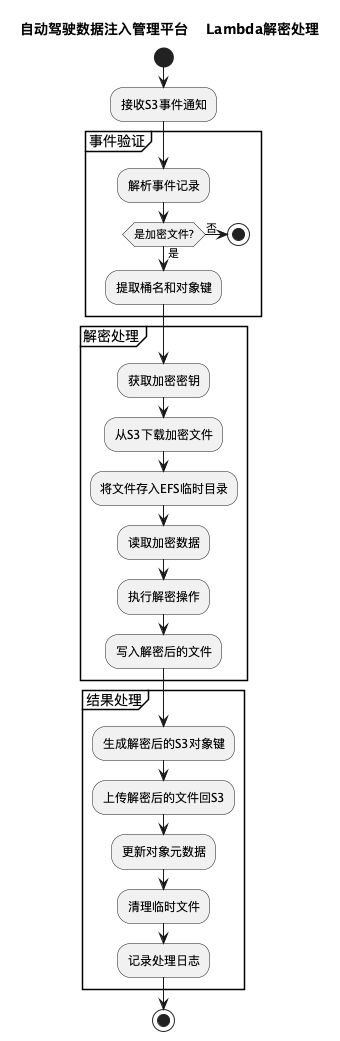 自动驾驶数据注入管理平台 Lambda解密处理
接收S3事件通知
事件验证
解析事件记录
是加密文件?
否
是
提取桶名和对象键
解密处理
获取加密密钥
从S3下载加密文件
将文件存入EFS临时目录
读取加密数据
执行解密操作
写入解密后的文件
结果处理
生成解密后的S3对象键
上传解密后的文件回S3
更新对象元数据
清理临时文件
记录处理日志